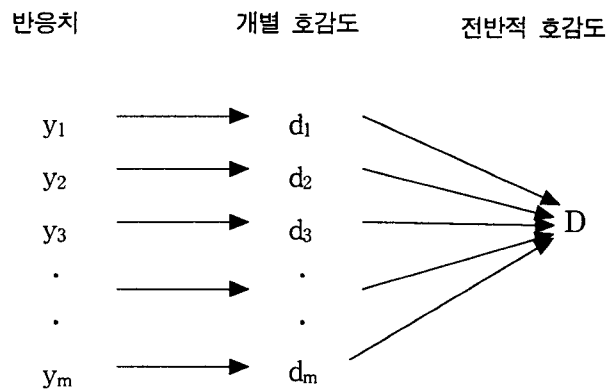 반응치 개별 호감도 전반적 호감도
y₁ d₁
y₂ d₂
y₃ d₃ D
· ·
· ·
yₘ dₘ